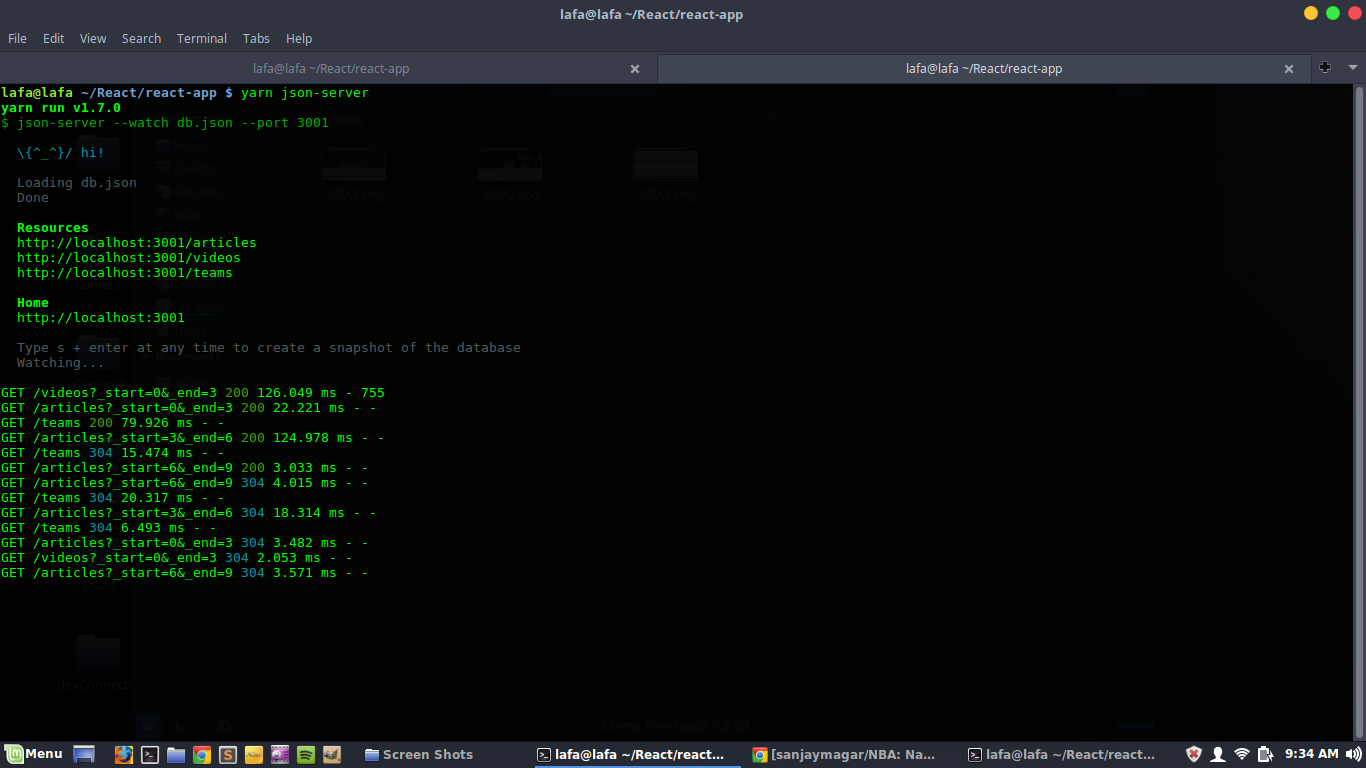 lafa@lafa ~/React/react-app
File Edit View Search Terminal Tabs Help
lafa@lafa ~/React/react-app lafa@lafa ~/React/react-app
lafa@lafa ~/React/react-app $ yarn json-server
yarn run v1.7.0
$ json-server --watch db.json --port 3001
\{^_^}/ hi!
Loading db.json
Done
Resources
http://localhost:3001/articles
http://localhost:3001/videos
http://localhost:3001/teams
Home
http://localhost:3001
Type s + enter at any time to create a snapshot of the database
Watching...
GET /videos?_start=0&_end=3 200 126.049 ms - 755
GET /articles?_start=0&_end=3 200 22.221 ms - -
GET /teams 200 79.926 ms - -
GET /articles?_start=3&_end=6 200 124.978 ms - -
GET /teams 304 15.474 ms - -
GET /articles?_start=6&_end=9 200 3.033 ms - -
GET /articles?_start=6&_end=9 304 4.015 ms - -
GET /teams 304 20.317 ms - -
GET /articles?_start=3&_end=6 304 18.314 ms - -
GET /teams 304 6.493 ms - -
GET /articles?_start=0&_end=3 304 3.482 ms - -
GET /videos?_start=0&_end=3 304 2.053 ms - -
GET /articles?_start=6&_end=9 304 3.571 ms - -
NBA1.png NBA2.png NBA3.png
Menu Screen Shots lafa@lafa ~/React/react... [sanjaymagar/NBA: Na... lafa@lafa ~/React/react... 9:34 AM